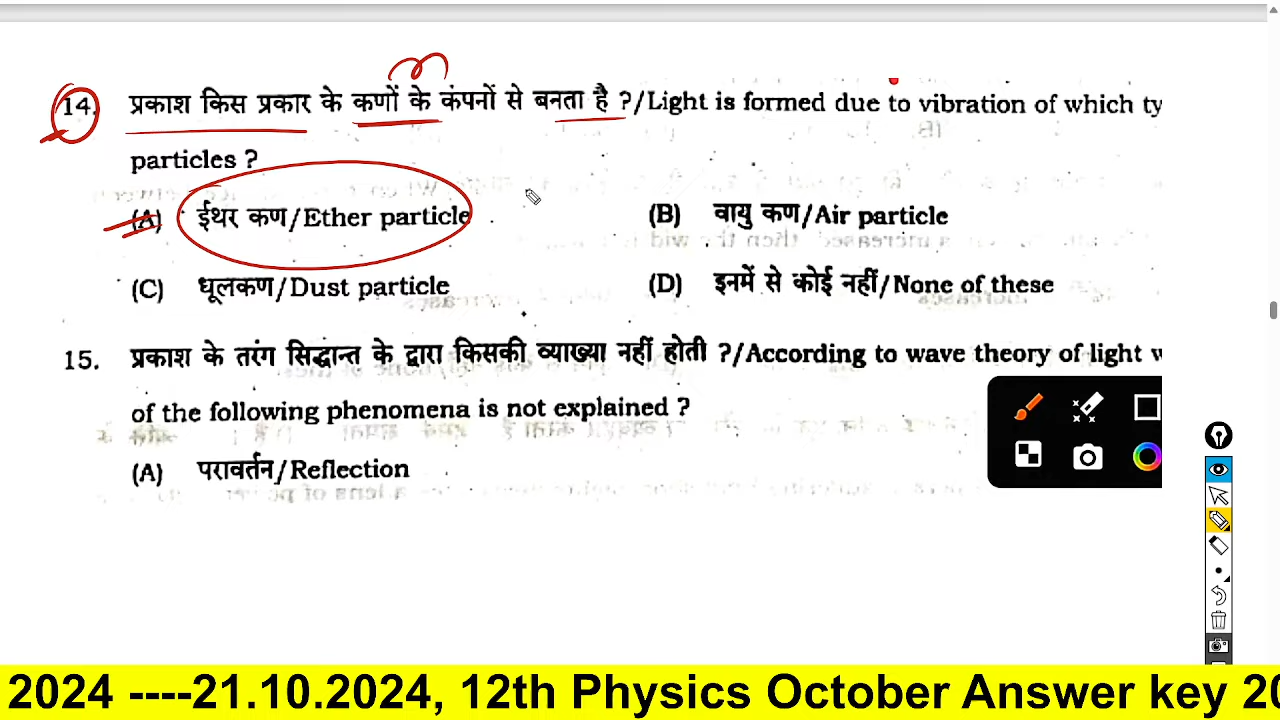 14. प्रकाश किस प्रकार के कणों के कंपनों से बनता है ?/Light is formed due to vibration of which ty
particles ?
(A) ईथर कण/Ether particle
(B) वायु कण/Air particle
(C) धूलकण/Dust particle
(D) इनमें से कोई नहीं/None of these
15. प्रकाश के तरंग सिद्धान्त के द्वारा किसकी व्याख्या नहीं होती ?/According to wave theory of light w
of the following phenomena is not explained ?
(A) परावर्तन/Reflection
2024 ----21.10.2024, 12th Physics October Answer key 20